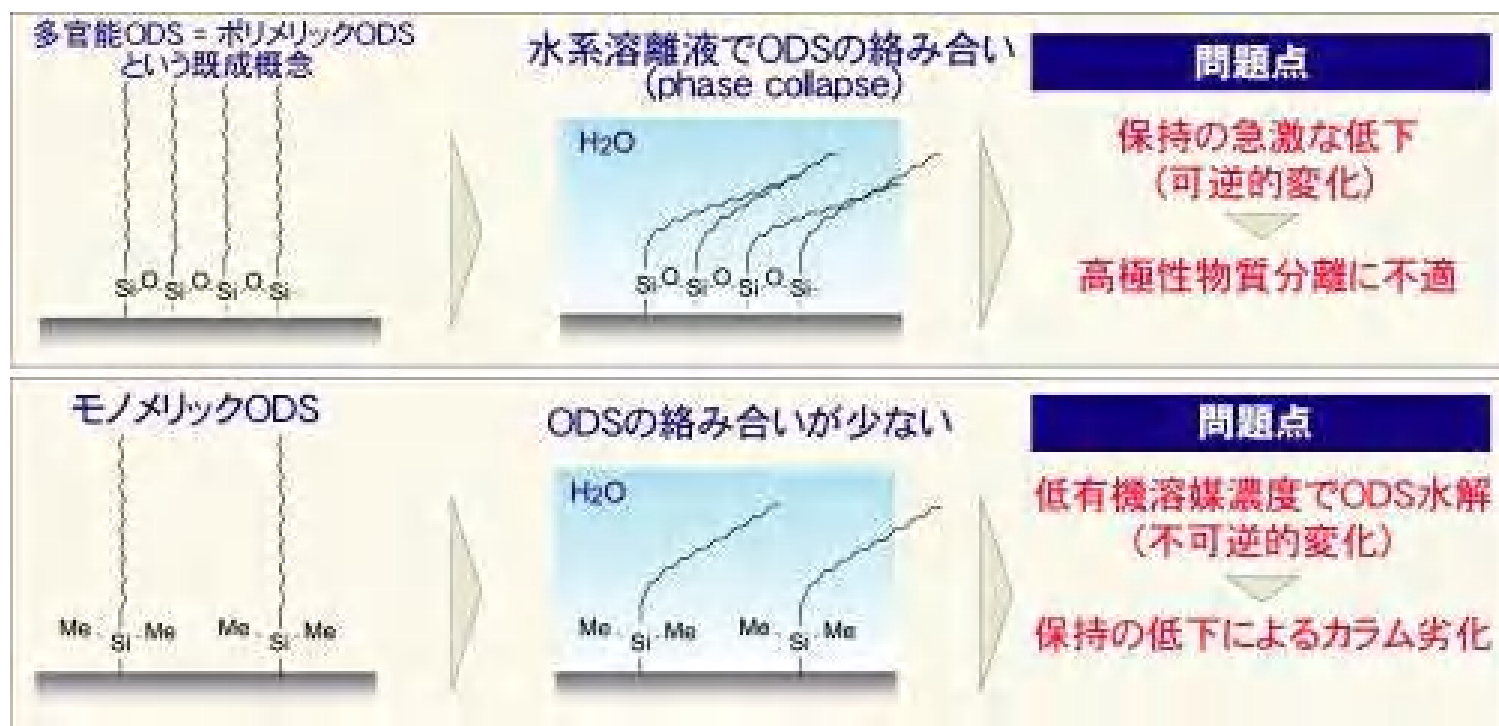 多官能ODS = ポリメリックODS
という既成概念
Si O Si O Si O Si
水系溶離液でODSの絡み合い
(phase collapse)
H2O
Si O Si O Si O Si
問題点
保持の急激な低下
(可逆的変化)
高極性物質分離に不適
モノメリックODS
Me Si Me Me Si Me
ODSの絡み合いが少ない
H2O
Me Si Me Me Si Me
問題点
低有機溶媒濃度でODS水解
(不可逆的変化)
保持の低下によるカラム劣化